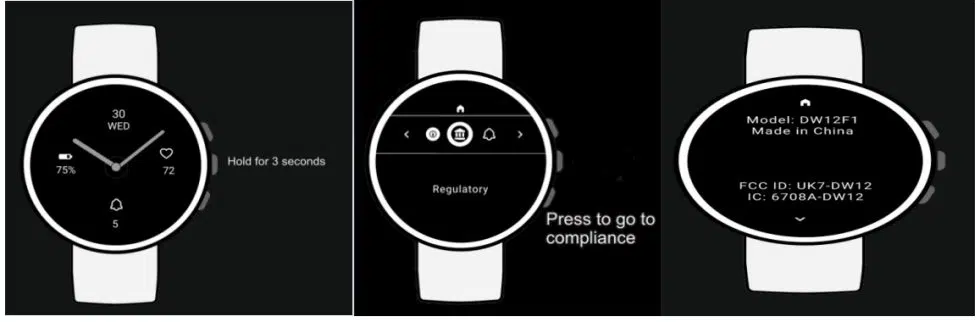 30
WED
75%
72
5
Hold for 3 seconds
Regulatory
Press to go to
compliance
Model: DW12F1
Made in China
FCC ID: UK7-DW12
IC: 6708A-DW12